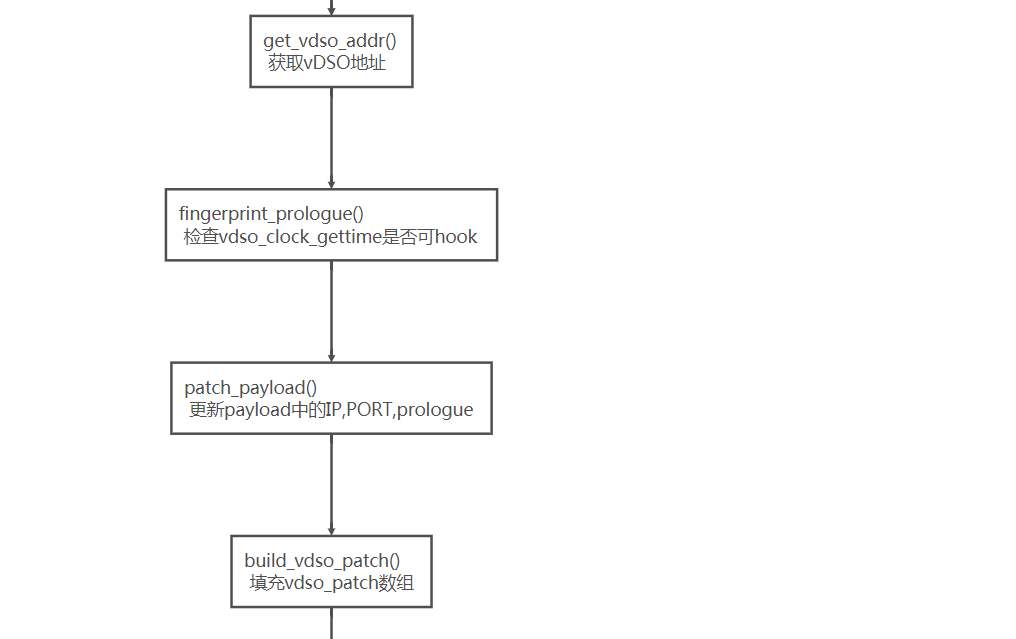 get_vdso_addr()
获取vDSO地址
fingerprint_prologue()
检查vdso_clock_gettime是否可hook
patch_payload()
更新payload中的IP,PORT,prologue
build_vdso_patch()
填充vdso_patch数组